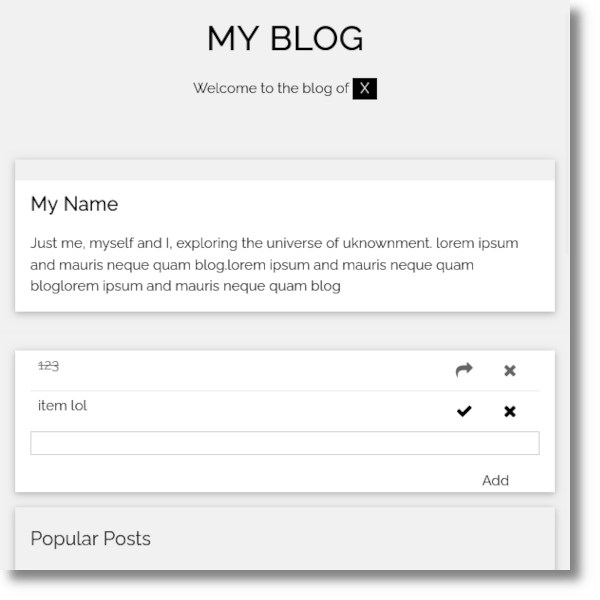 MY BLOG
Welcome to the blog of X
My Name
Just me, myself and I, exploring the universe of uknownment. lorem ipsum
and mauris neque quam blog.lorem ipsum and mauris neque quam
bloglorem ipsum and mauris neque quam blog
123
item lol
Add
Popular Posts